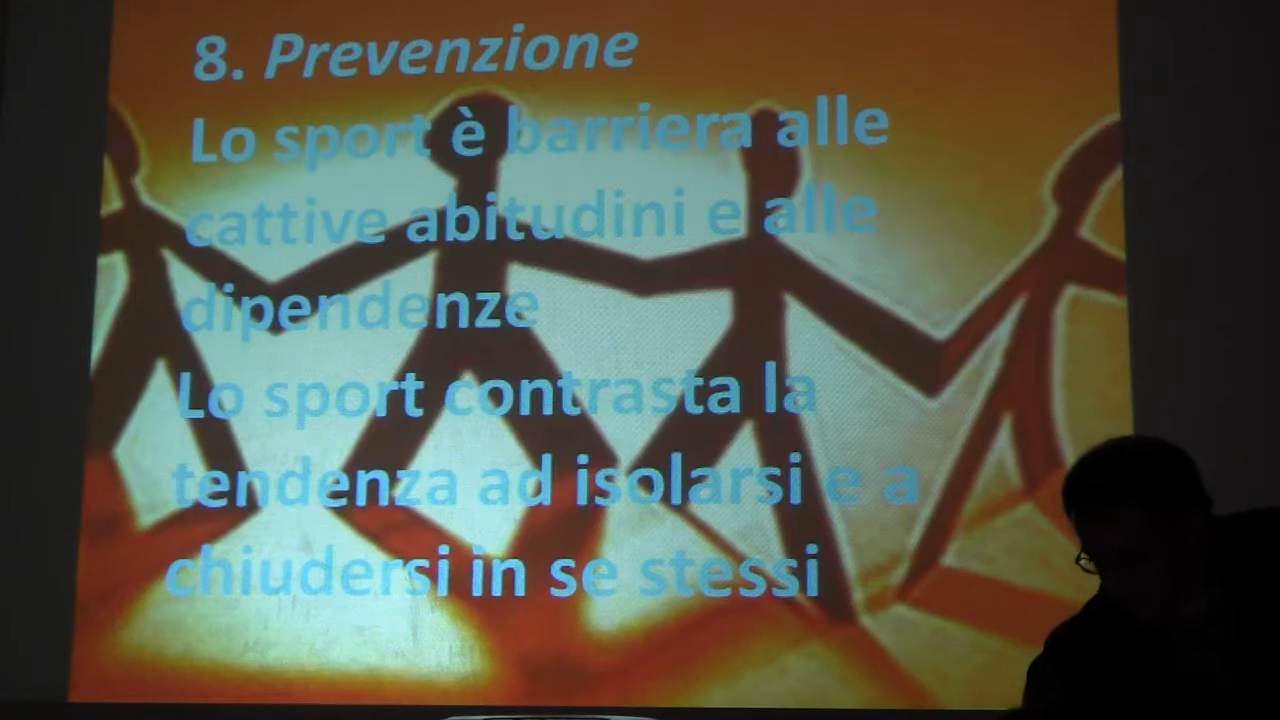 8. Prevenzione
Lo sport è barriera alle
cattive abitudini e alle
dipendenze
Lo sport contrasta la
tendenza ad isolarsi e a
chiudersi in se stessi